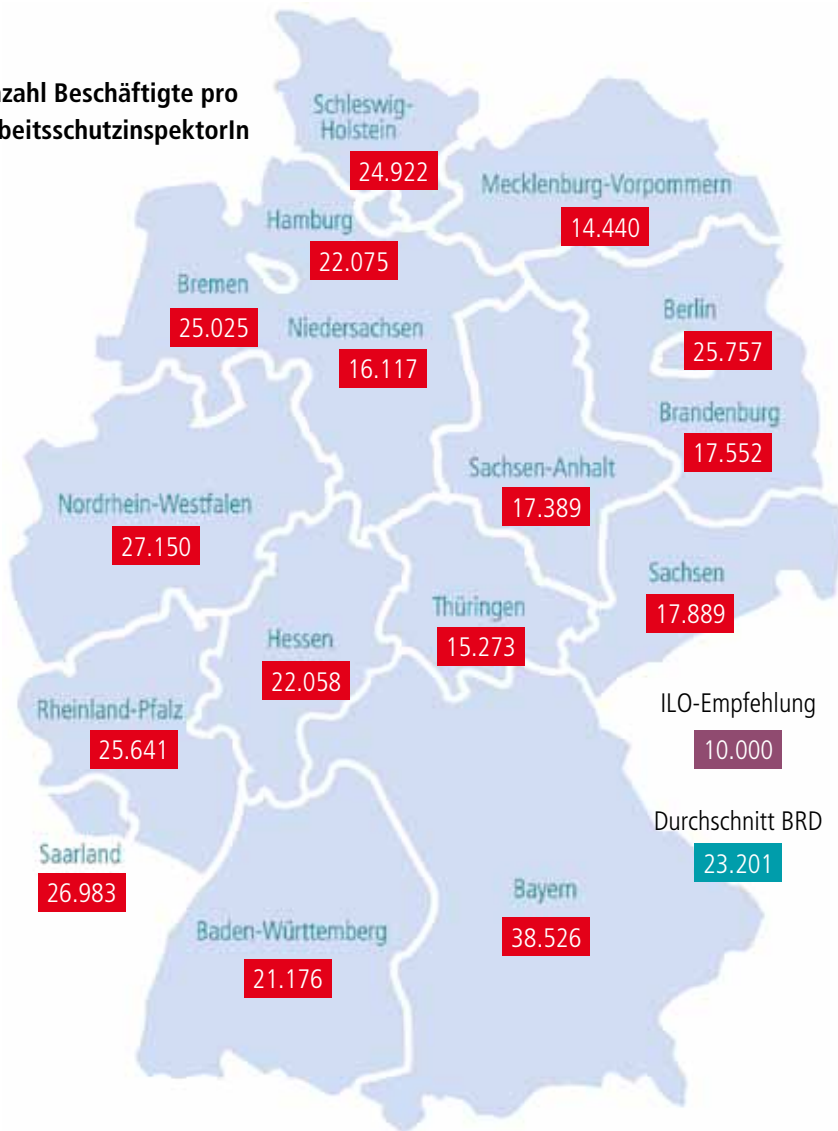 nzahl Beschäftigte pro
beitsschutzinspektorIn
Schleswig-
Holstein
24.922
Mecklenburg-Vorpommern
14.440
Hamburg
22.075
Bremen
25.025
Niedersachsen
16.117
Berlin
25.757
Brandenburg
17.552
Sachsen-Anhalt
17.389
Nordrhein-Westfalen
27.150
Sachsen
17.889
Thüringen
15.273
Hessen
22.058
Rheinland-Pfalz
25.641
ILO-Empfehlung
10.000
Durchschnitt BRD
23.201
Saarland
26.983
Bayern
38.526
Baden-Württemberg
21.176